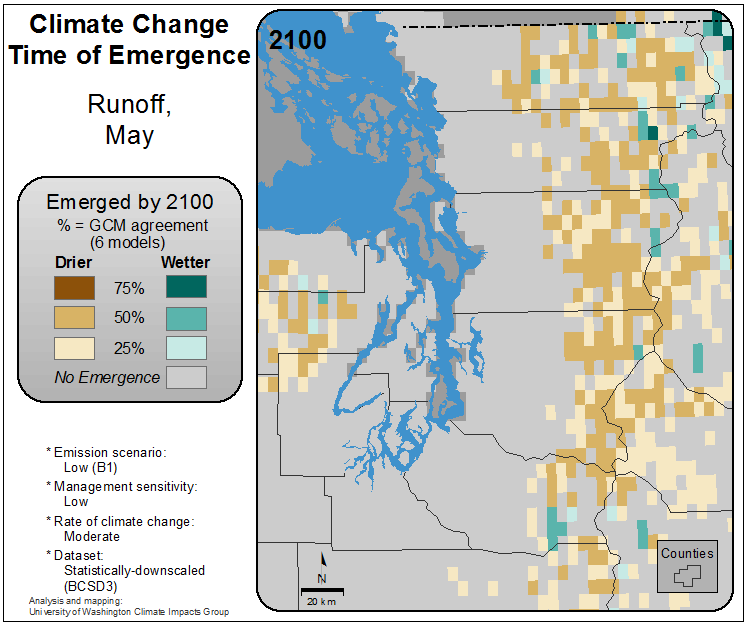 Climate Change
Time of Emergence
Runoff,
May
Emerged by 2100
% = GCM agreement
(6 models)
Drier Wetter
75%
50%
25%
No Emergence
* Emission scenario:
Low (B1)
* Management sensitivity:
Low
* Rate of climate change:
Moderate
* Dataset:
Statistically-downscaled
(BCSD3)
Analysis and mapping:
University of Washington Climate Impacts Group
2100
N
20 km
Counties